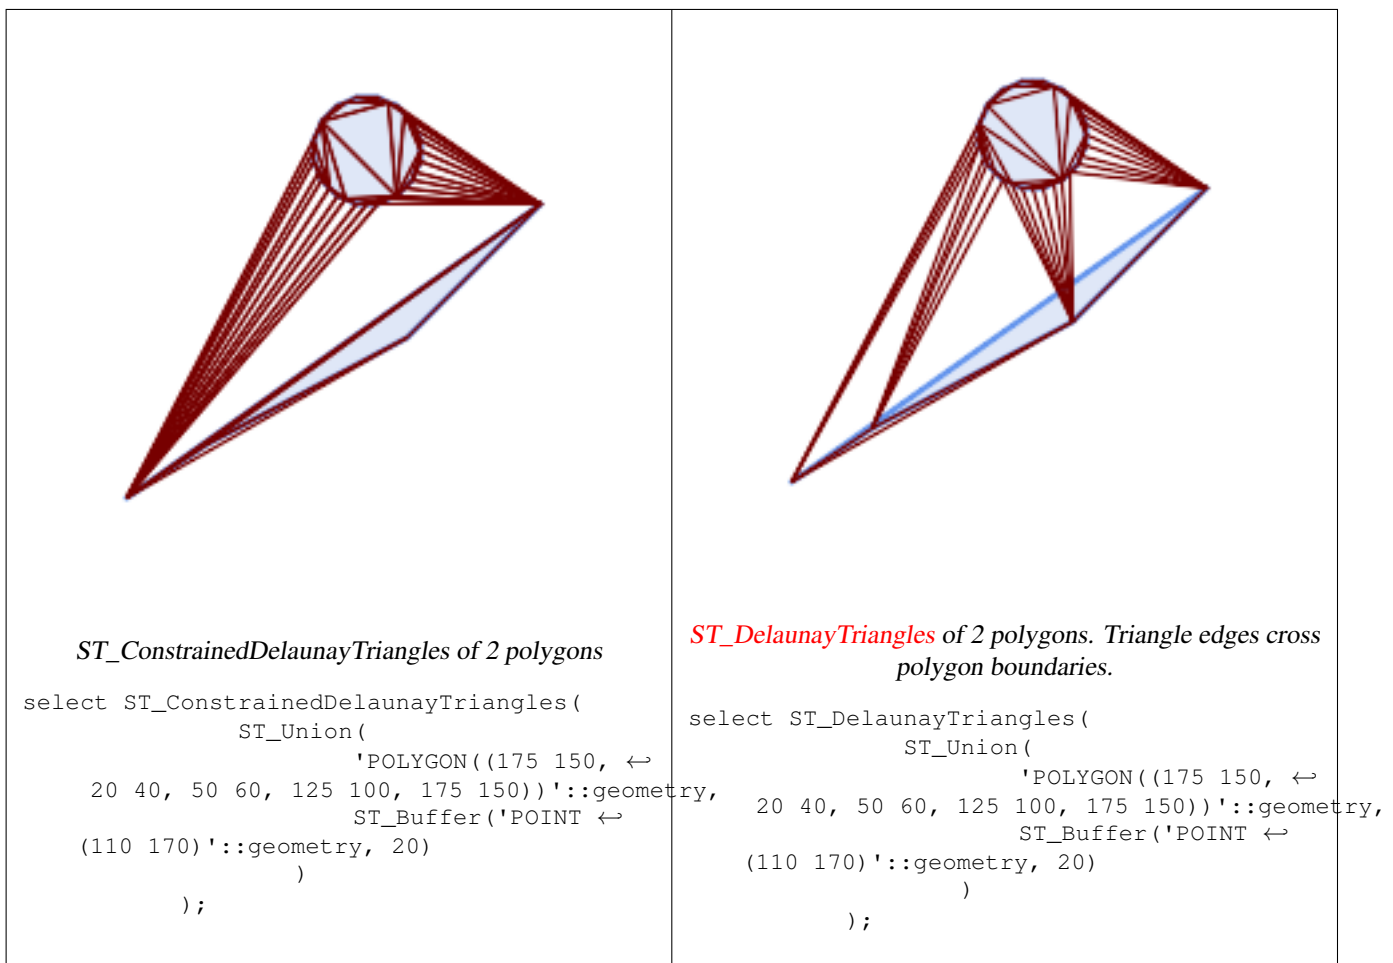 ST_ConstrainedDelaunayTriangles of 2 polygons
select ST_ConstrainedDelaunayTriangles(
ST_Union(
'POLYGON((175 150, ↩
20 40, 50 60, 125 100, 175 150))'::geometry,
ST_Buffer('POINT ↩
(110 170)'::geometry, 20)
)
);
ST_DelaunayTriangles of 2 polygons. Triangle edges cross
polygon boundaries.
select ST_DelaunayTriangles(
ST_Union(
'POLYGON((175 150, ↩
20 40, 50 60, 125 100, 175 150))'::geometry,
ST_Buffer('POINT ↩
(110 170)'::geometry, 20)
)
);